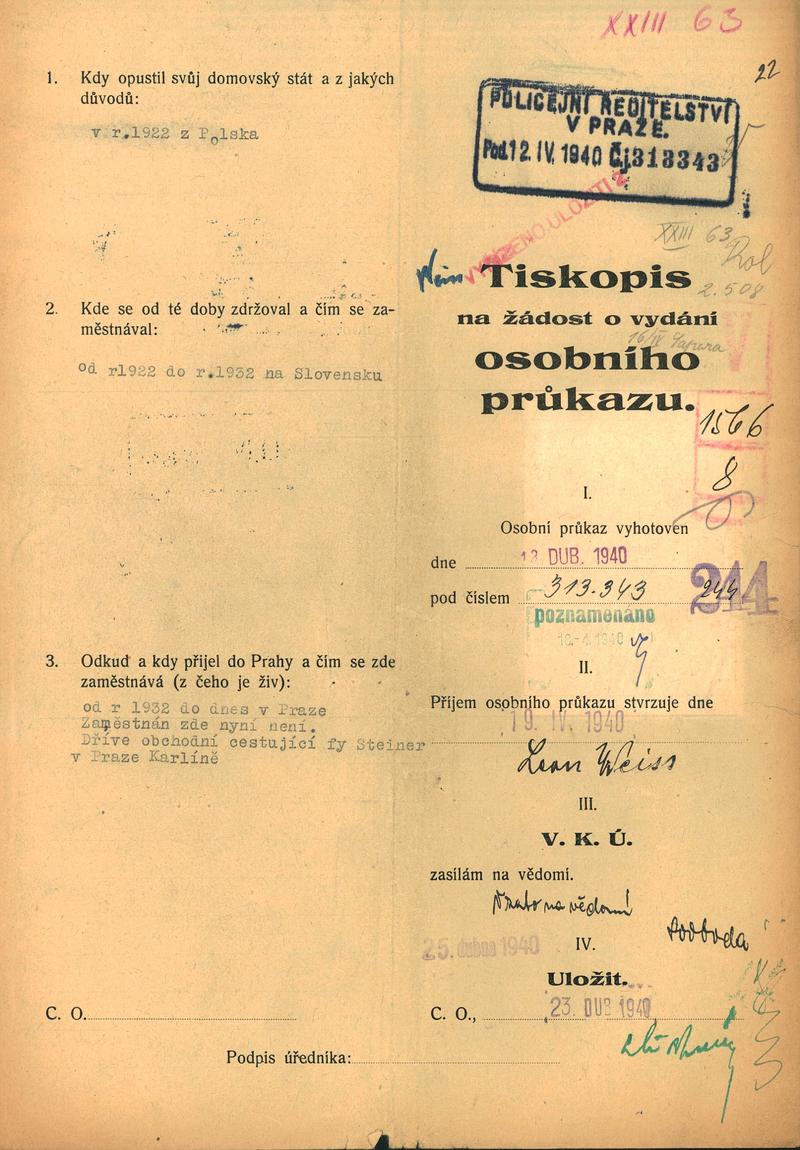 XXIII 63
22
1. Kdy opustil svůj domovský stát a z jakých
důvodů:
v r.1922 z Polska
2. Kde se od té doby zdržoval a čím se za-
městnával:
od r1922 do r.1932 na Slovensku
3. Odkud a kdy přijel do Prahy a čím se zde
zaměstnává (z čeho je živ):
od r 1932 do dnes v Praze
Zaměstnán zde nyní není.
Dříve obchodní cestující fy Steiner
v Praze Karlíně
C. O.
Podpis úředníka:
POLICEJNÍ ŘEDITELSTVÍ
V PRAZE.
Pod.12. IV. 1940 Čj.313343
XXIII 63
2.508
Tiskopis
na žádost o vydání
osobního
průkazu.
1566
8
I.
Osobní průkaz vyhotoven
dne 13 DUB. 1940
pod číslem 313.343 244
244
poznamenáno
II.
Příjem osobního průkazu stvrzuje dne
19. IV. 1940
Leon Weiss
III.
V. K. Ú.
zasílám na vědomí.
Vzato na vědomí
25. dubna 1940
IV.
Uložit.
C. O., 23. DUB 1940